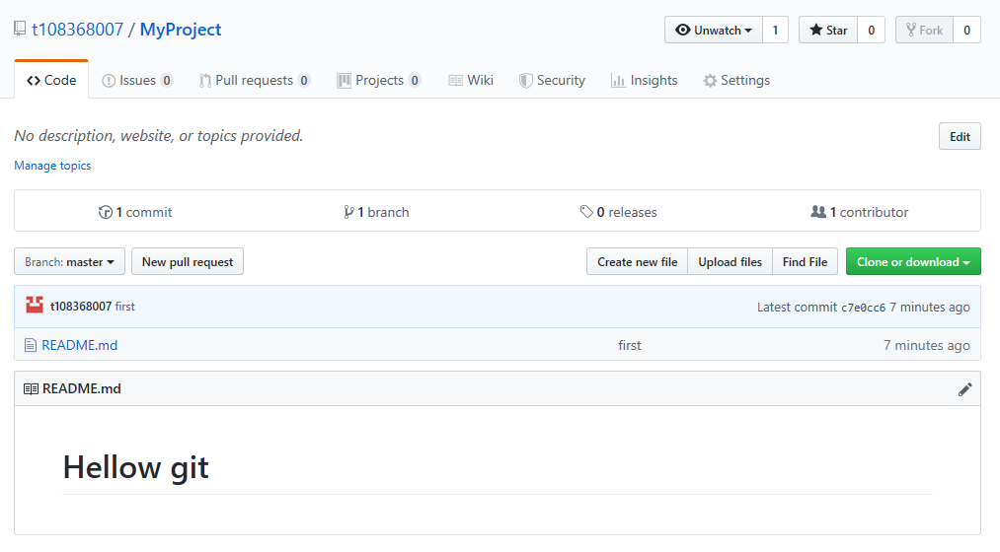 t108368007 / MyProject Unwatch 1 Star 0 Fork 0
Code Issues 0 Pull requests 0 Projects 0 Wiki Security Insights Settings
No description, website, or topics provided. Edit
Manage topics
1 commit 1 branch 0 releases 1 contributor
Branch: master New pull request Create new file Upload files Find File Clone or download
t108368007 first Latest commit c7e0cc6 7 minutes ago
README.md first 7 minutes ago
README.md
Hellow git